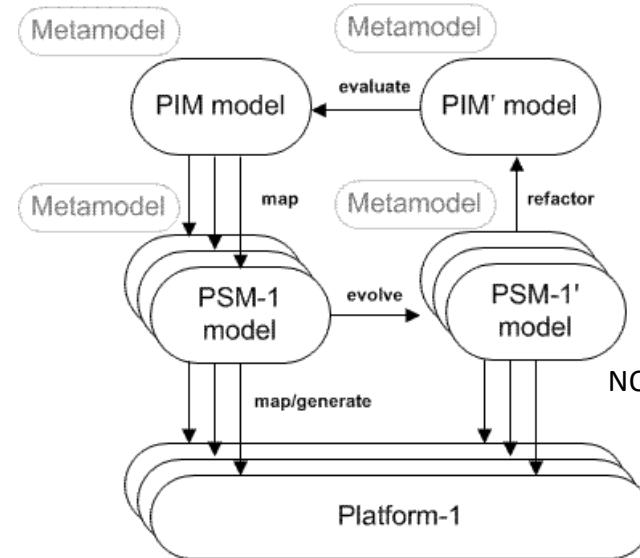 Metamodel
Metamodel
PIM model
evaluate
PIM' model
Metamodel
map
Metamodel
refactor
PSM-1
model
evolve
PSM-1'
model
map/generate
Platform-1